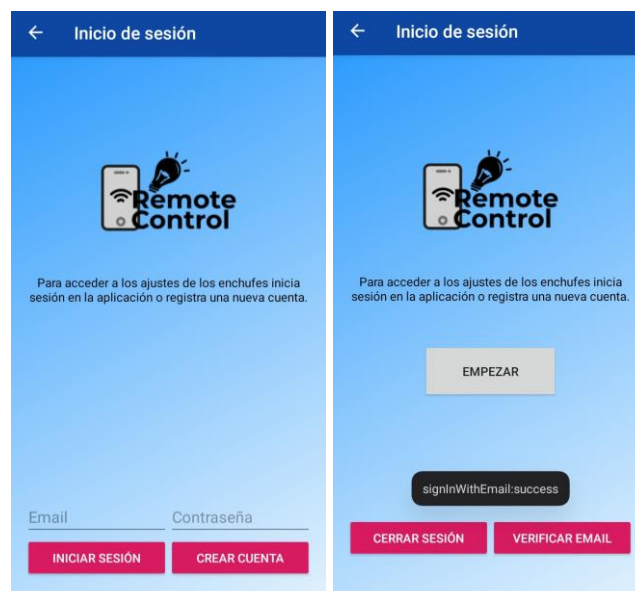 Inicio de sesión
Remote
Control
Para acceder a los ajustes de los enchufes inicia
sesión en la aplicación o registra una nueva cuenta.
Email
Contraseña
INICIAR SESIÓN
CREAR CUENTA
Inicio de sesión
Remote
Control
Para acceder a los ajustes de los enchufes inicia
sesión en la aplicación o registra una nueva cuenta.
EMPEZAR
signInWithEmail:success
CERRAR SESIÓN
VERIFICAR EMAIL